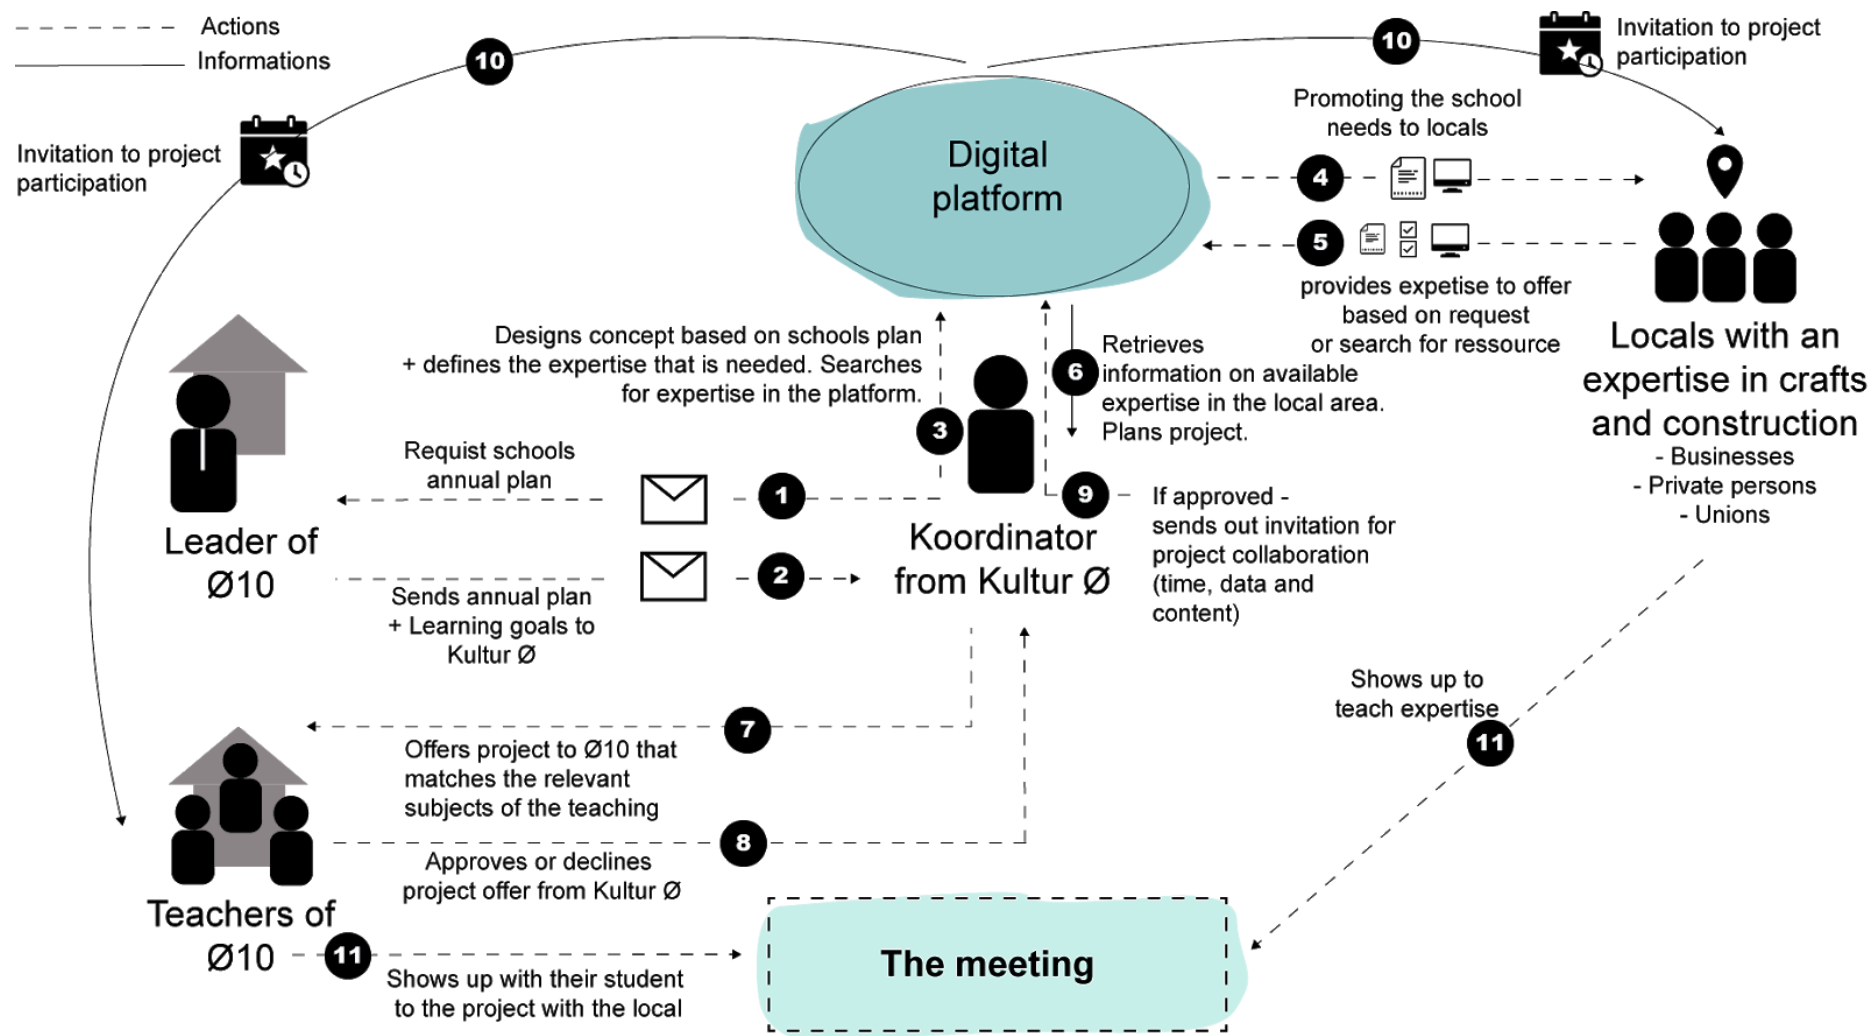 Actions
Informations
10
10
Invitation to project
participation
Invitation to project
participation
Digital
platform
Promoting the school
needs to locals
4
5
provides expetise to offer
based on request
or search for ressource
Locals with an
expertise in crafts
and construction
- Businesses
- Private persons
- Unions
Designs concept based on schools plan
+ defines the expertise that is needed. Searches
for expertise in the platform.
3
6
Retrieves
information on available
expertise in the local area.
Plans project.
Requist schools
annual plan
1
Leader of
Ø10
2
Sends annual plan
+ Learning goals to
Kultur Ø
Koordinator
from Kultur Ø
9
If approved -
sends out invitation for
project collaboration
(time, data and
content)
7
Offers project to Ø10 that
matches the relevant
subjects of the teaching
8
Approves or declines
project offer from Kultur Ø
Shows up to
teach expertise
11
Teachers of
Ø10
11
Shows up with their student
to the project with the local
The meeting